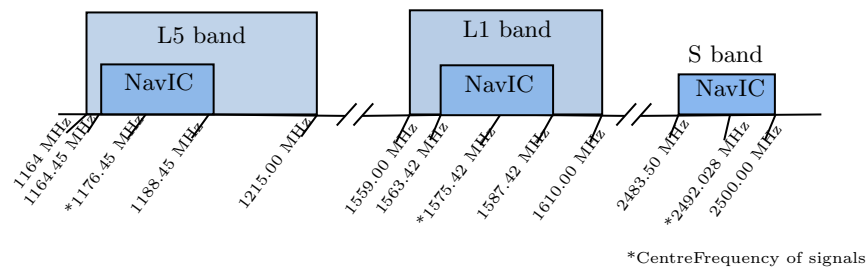 L5 band
L1 band
S band
NavIC
NavIC
NavIC
1164 MHz
1164.45 MHz
*1176.45 MHz
1188.45 MHz
1215.00 MHz
1559.00 MHz
1563.42 MHz
*1575.42 MHz
1587.42 MHz
1610.00 MHz
2483.50 MHz
*2492.028 MHz
2500.00 MHz
*CentreFrequency of signals